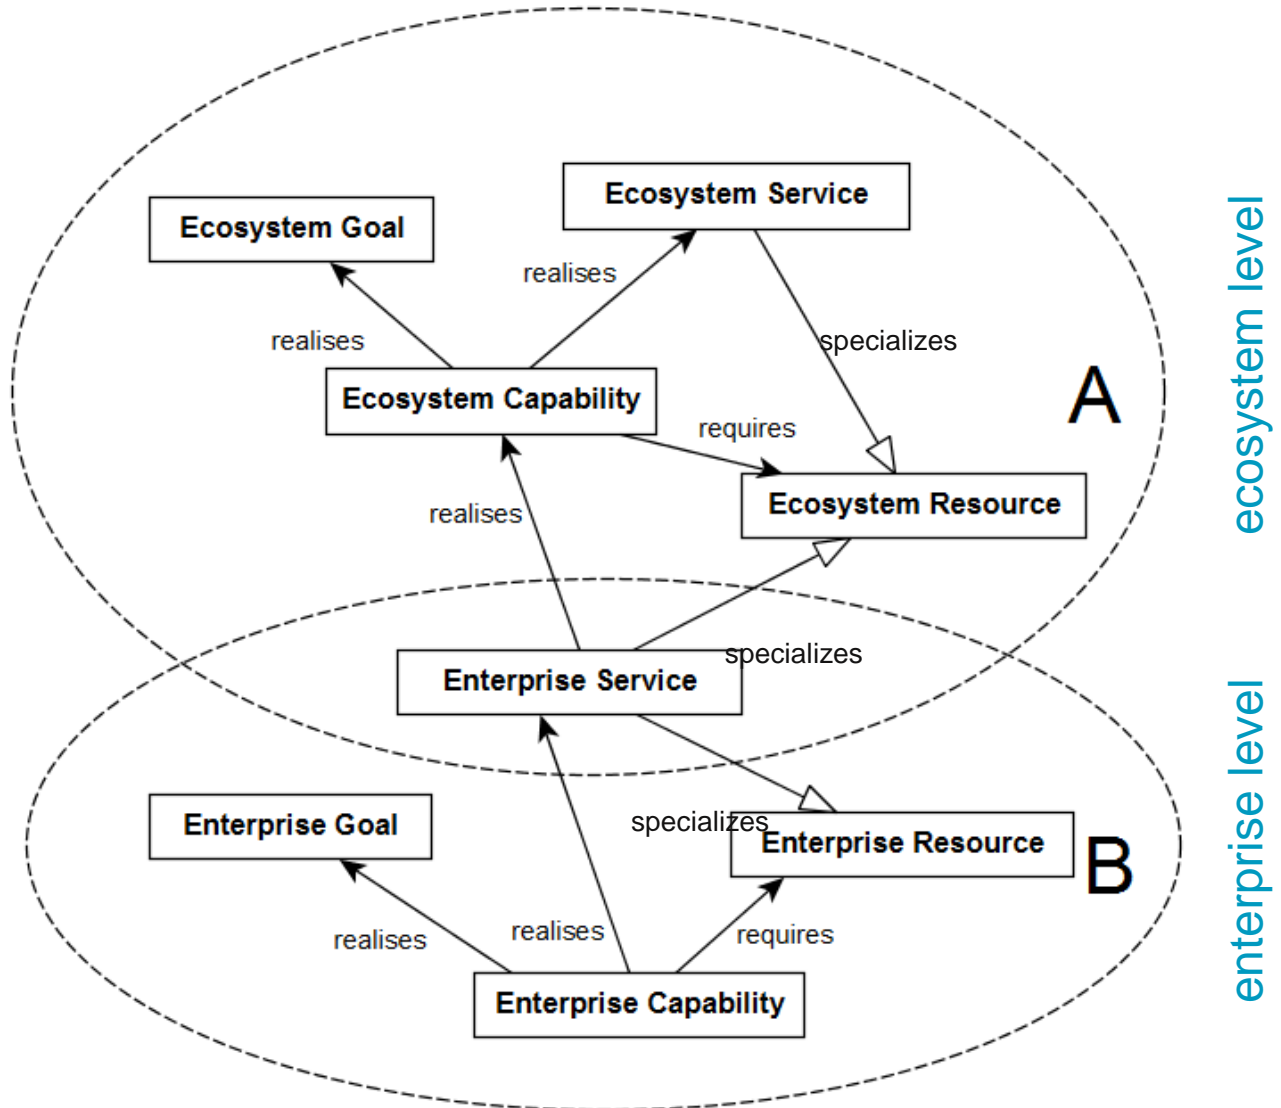 Ecosystem Service
Ecosystem Goal
realises
realises
specializes
Ecosystem Capability
A
requires
Ecosystem Resource
realises
ecosystem level
specializes
Enterprise Service
Enterprise Goal
specializes
Enterprise Resource
B
realises
realises
requires
Enterprise Capability
enterprise level